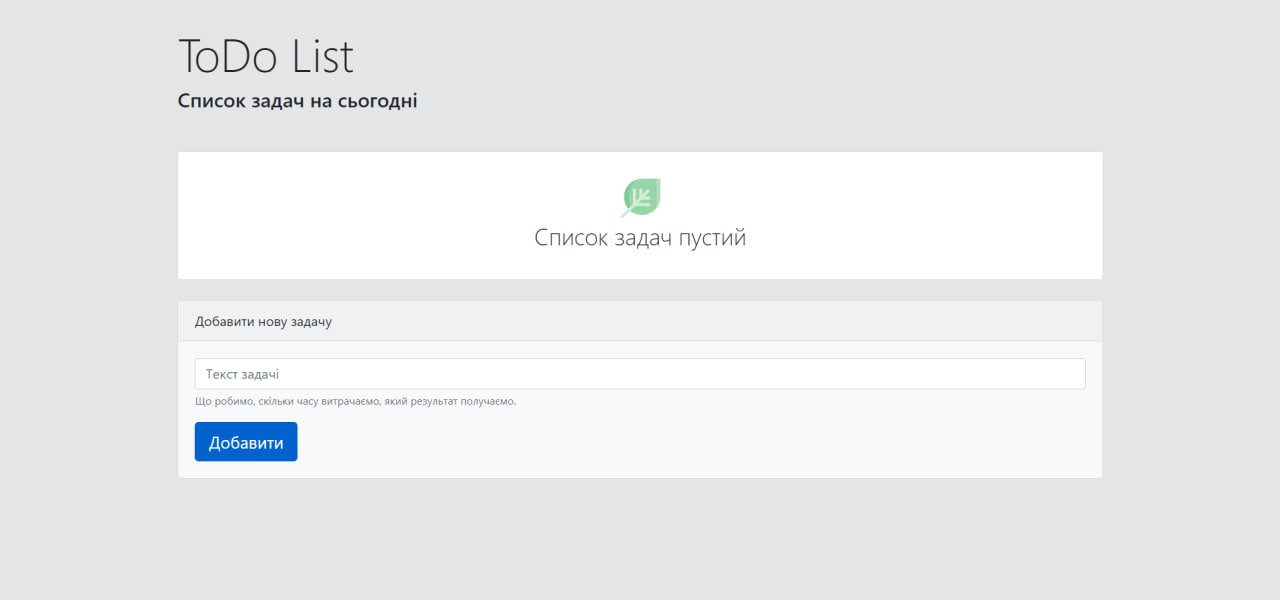 ToDo List
Список задач на сьогодні
Список задач пустий
Добавити нову задачу
Текст задачі
Що робимо, скільки часу витрачаємо, який результат получаємо.
Добавити